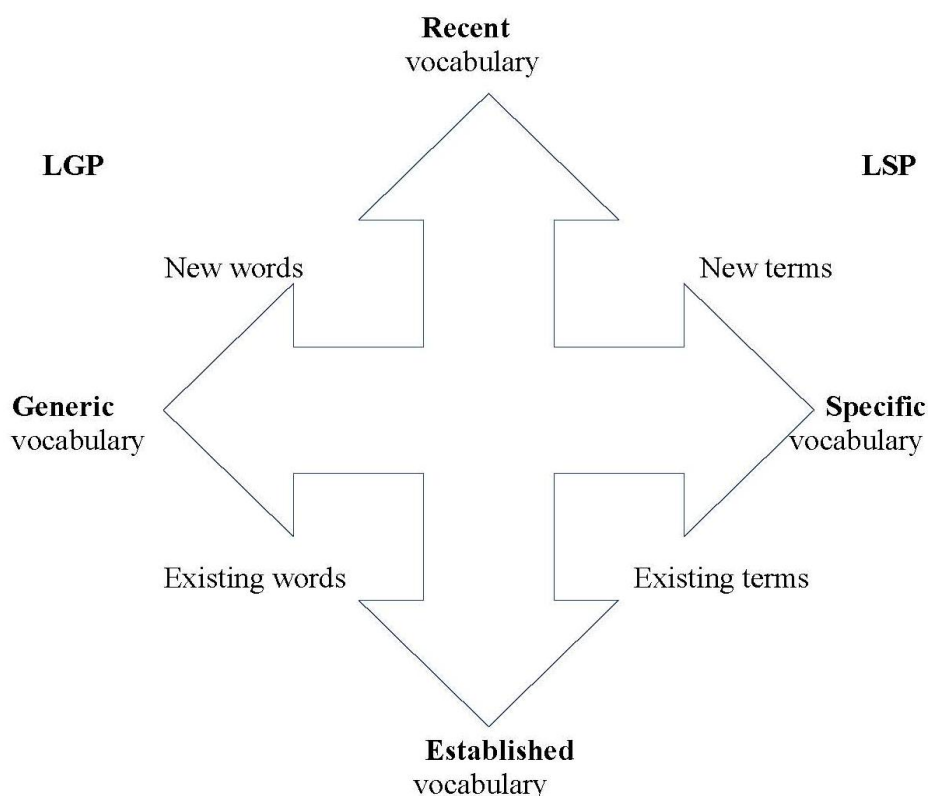 Recent
vocabulary
LGP
LSP
New words
New terms
Generic
vocabulary
Specific
vocabulary
Existing words
Existing terms
Established
vocabulary